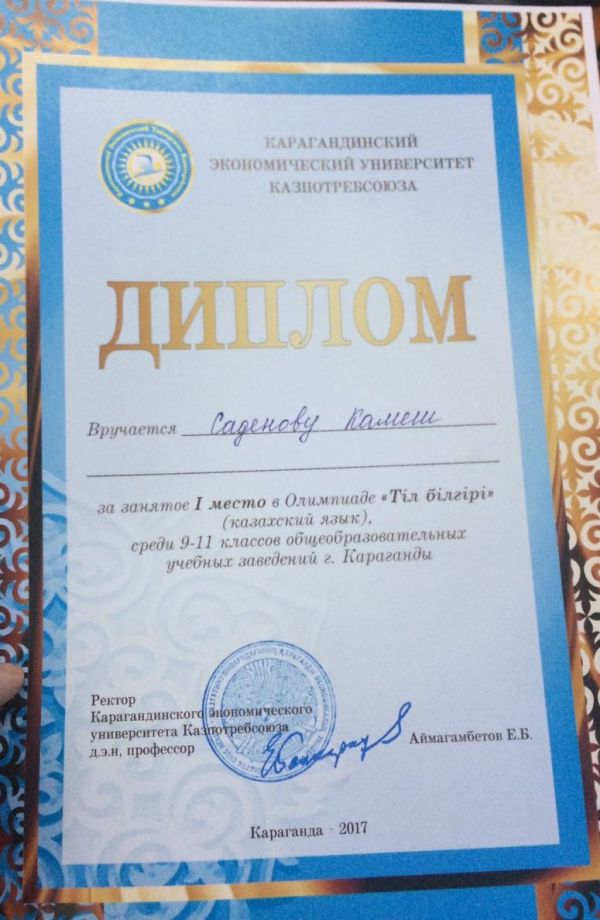 КАРАГАНДИНСКИЙ
ЭКОНОМИЧЕСКИЙ УНИВЕРСИТЕТ
КАЗПОТРЕБСОЮЗА
ДИПЛОМ
Вручается Саденову Камеш
за занятое I место в Олимпиаде «Тіл білгірі»
(казахский язык),
среди 9-11 классов общеобразовательных
учебных заведений г. Караганды
Ректор
Карагандинского экономического
университета Казпотребсоюза
д.э.н, профессор
Аймагамбетов Е.Б.
Караганда - 2017